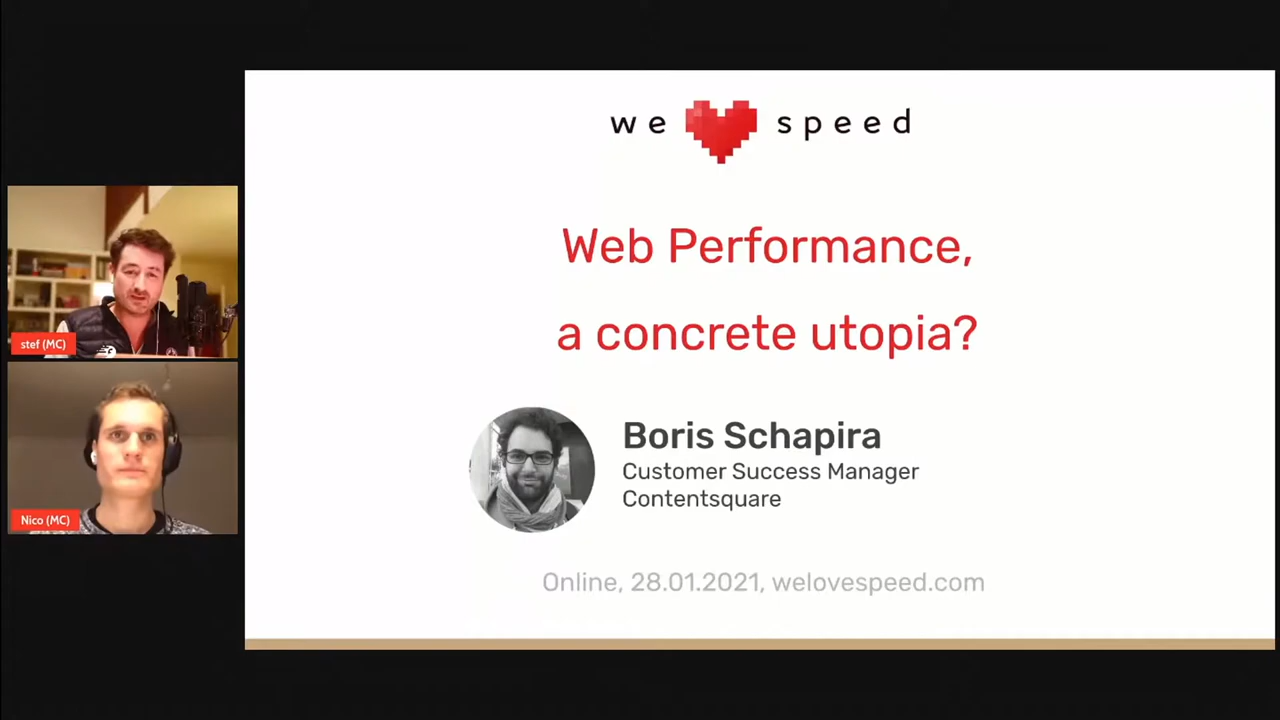 we speed
Web Performance,
a concrete utopia?
Boris Schapira
Customer Success Manager
Contentsquare
Online, 28.01.2021, welovespeed.com
stef (MC)
Nico (MC)